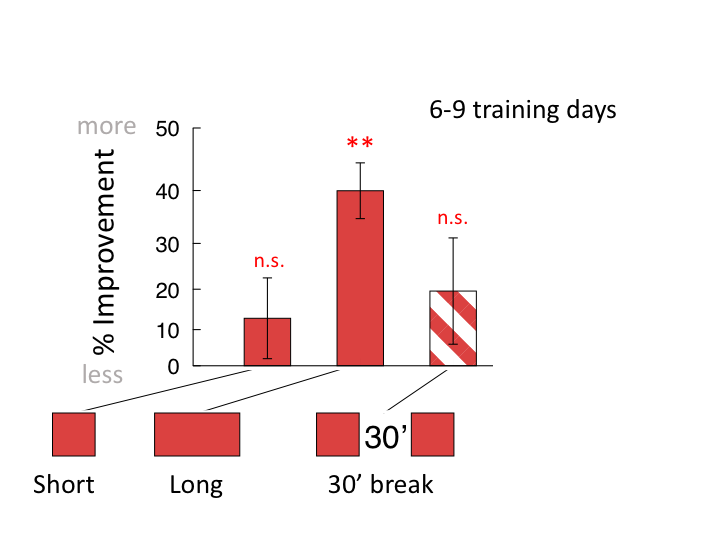 6-9 training days
more
% Improvement
less
50
40
30
20
10
0
n.s.
**
n.s.
30’
Short
Long
30’ break